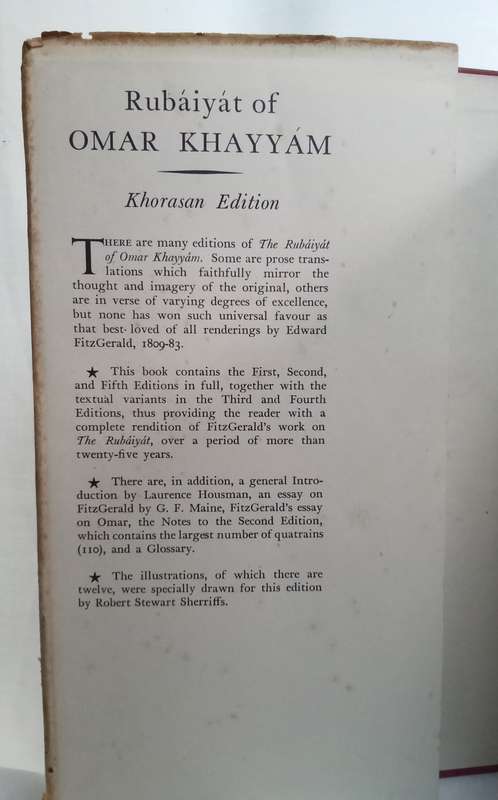 Rubáiyát of
OMAR KHAYYÁM
Khorasan Edition
THERE are many editions of The Rubáiyát
of Omar Khayyám. Some are prose trans-
lations which faithfully mirror the
thought and imagery of the original, others
are in verse of varying degrees of excellence,
but none has won such universal favour as
that best-loved of all renderings by Edward
FitzGerald, 1809-83.
★ This book contains the First, Second,
and Fifth Editions in full, together with the
textual variants in the Third and Fourth
Editions, thus providing the reader with a
complete rendition of FitzGerald's work on
The Rubáiyát, over a period of more than
twenty-five years.
★ There are, in addition, a general Intro-
duction by Laurence Housman, an essay on
FitzGerald by G. F. Maine, FitzGerald's essay
on Omar, the Notes to the Second Edition,
which contains the largest number of quatrains
(110), and a Glossary.
★ The illustrations, of which there are
twelve, were specially drawn for this edition
by Robert Stewart Sherriffs.